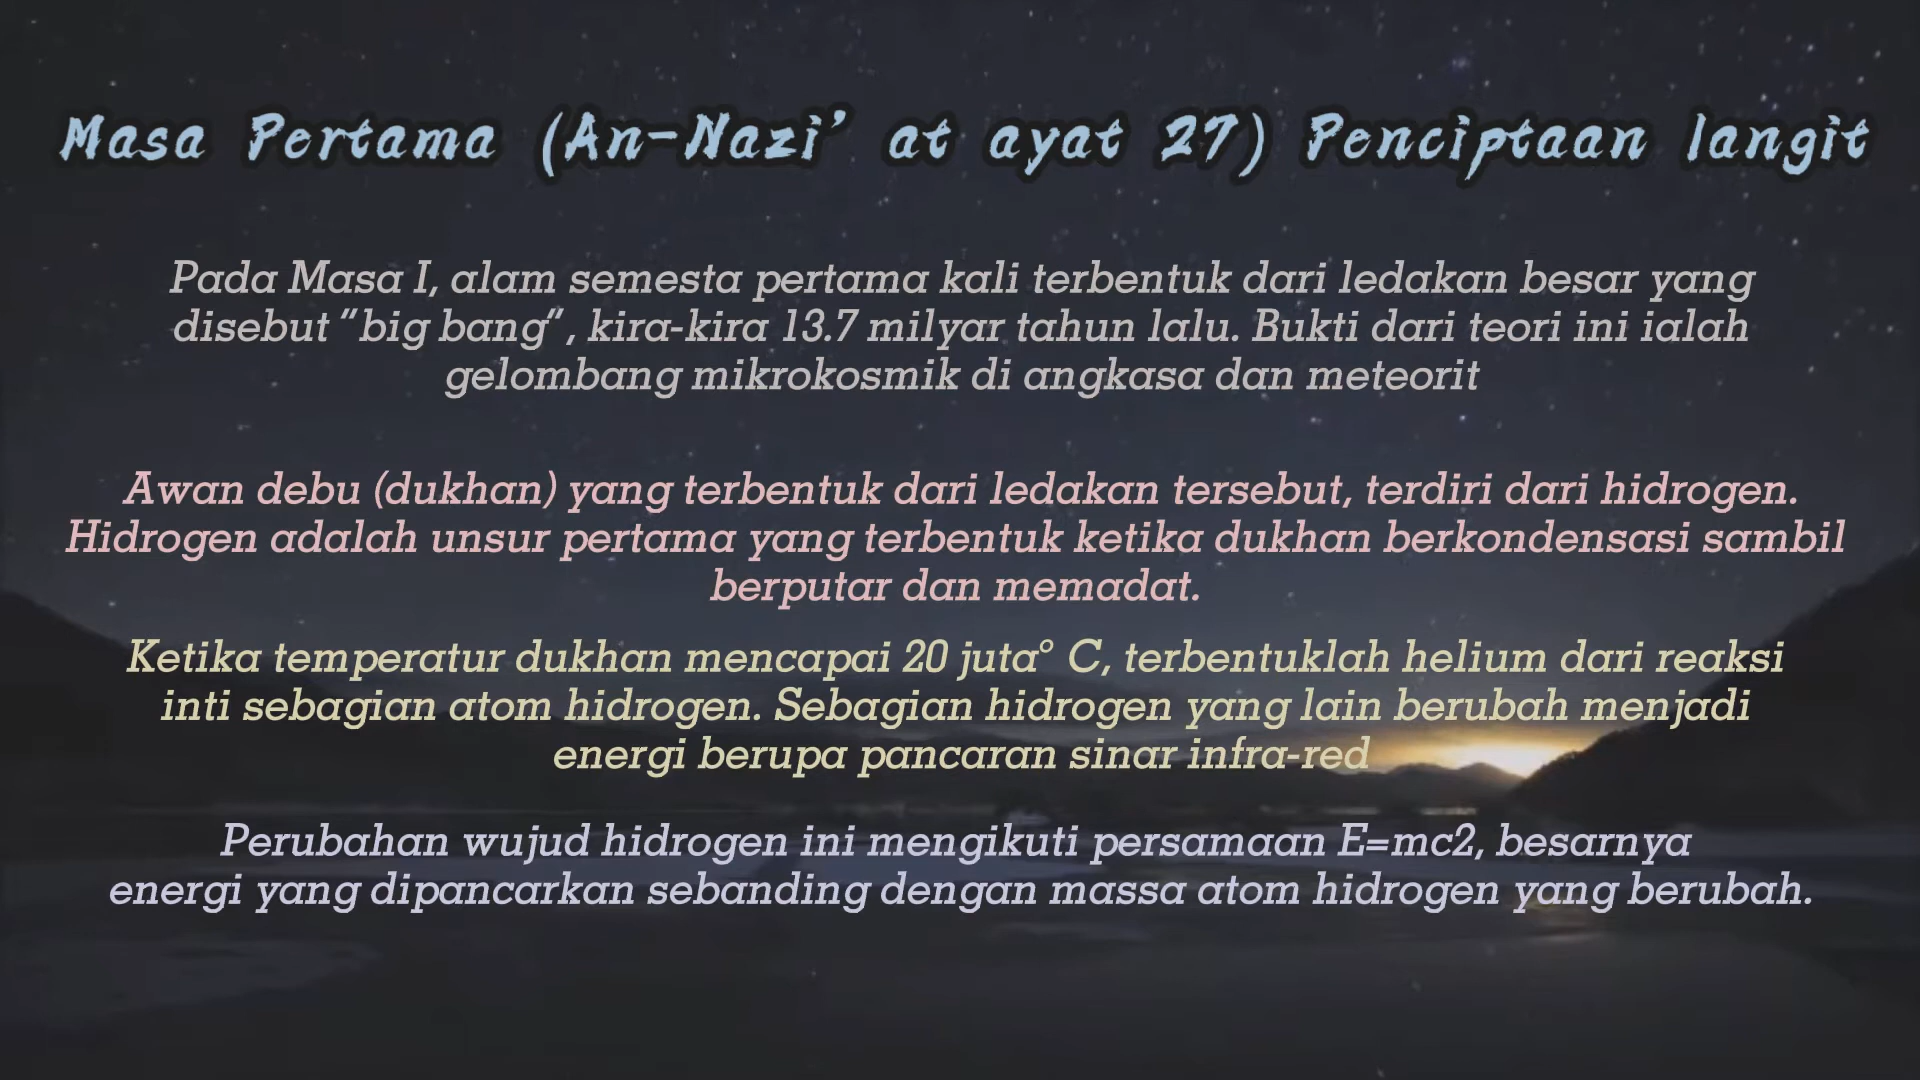 Masa Pertama (An-Nazi' at ayat 27) Penciptaan langit
Pada Masa I, alam semesta pertama kali terbentuk dari ledakan besar yang
disebut "big bang", kira-kira 13.7 milyar tahun lalu. Bukti dari teori ini ialah
gelombang mikrokosmik di angkasa dan meteorit
Awan debu (dukhan) yang terbentuk dari ledakan tersebut, terdiri dari hidrogen.
Hidrogen adalah unsur pertama yang terbentuk ketika dukhan berkondensasi sambil
berputar dan memadat.
Ketika temperatur dukhan mencapai 20 juta° C, terbentuklah helium dari reaksi
inti sebagian atom hidrogen. Sebagian hidrogen yang lain berubah menjadi
energi berupa pancaran sinar infra-red
Perubahan wujud hidrogen ini mengikuti persamaan E=mc2, besarnya
energi yang dipancarkan sebanding dengan massa atom hidrogen yang berubah.